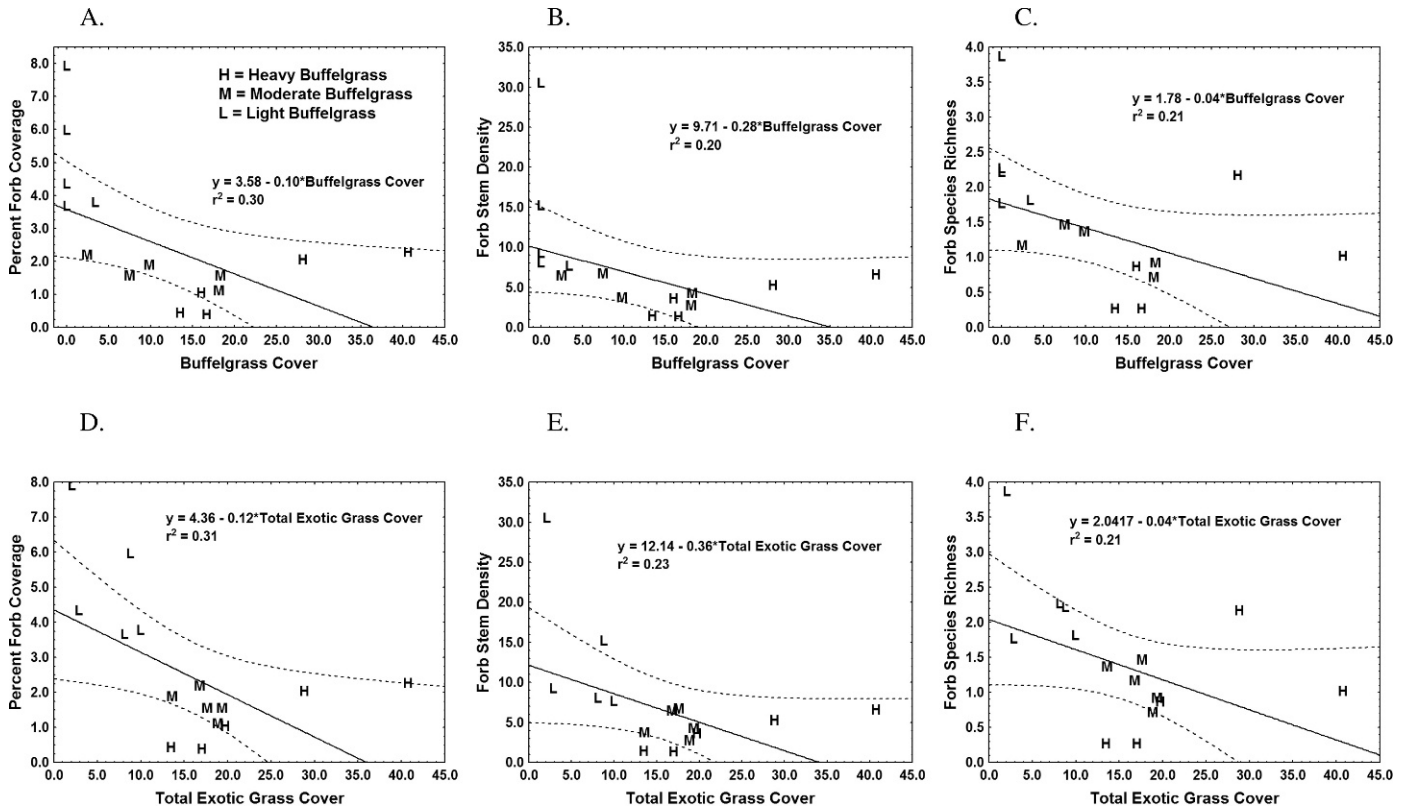 A.
B.
C.
8.0
7.0
6.0
5.0
4.0
3.0
2.0
1.0
0.0
Percent Forb Coverage
H = Heavy Buffelgrass
M = Moderate Buffelgrass
L = Light Buffelgrass
y = 3.58 - 0.10*Buffelgrass Cover
r² = 0.30
L
L
L
L
L
M
M
M
M
M
H
H
H
H
H
0.0 5.0 10.0 15.0 20.0 25.0 30.0 35.0 40.0 45.0
Buffelgrass Cover
35.0
30.0
25.0
20.0
15.0
10.0
5.0
0.0
Forb Stem Density
y = 9.71 - 0.28*Buffelgrass Cover
r² = 0.20
L
L
L
L
L
M
M
M
M
M
H
H
H
H
H
0.0 5.0 10.0 15.0 20.0 25.0 30.0 35.0 40.0 45.0
Buffelgrass Cover
4.0
3.5
3.0
2.5
2.0
1.5
1.0
0.5
0.0
Forb Species Richness
y = 1.78 - 0.04*Buffelgrass Cover
r² = 0.21
L
L
L
L
L
M
M
M
M
M
H
H
H
H
H
0.0 5.0 10.0 15.0 20.0 25.0 30.0 35.0 40.0 45.0
Buffelgrass Cover
D.
E.
F.
8.0
7.0
6.0
5.0
4.0
3.0
2.0
1.0
0.0
Percent Forb Coverage
y = 4.36 - 0.12*Total Exotic Grass Cover
r² = 0.31
L
L
L
L
L
M
M
M
M
M
H
H
H
H
H
0.0 5.0 10.0 15.0 20.0 25.0 30.0 35.0 40.0 45.0
Total Exotic Grass Cover
35.0
30.0
25.0
20.0
15.0
10.0
5.0
0.0
Forb Stem Density
y = 12.14 - 0.36*Total Exotic Grass Cover
r² = 0.23
L
L
L
L
L
M
M
M
M
M
H
H
H
H
H
0.0 5.0 10.0 15.0 20.0 25.0 30.0 35.0 40.0 45.0
Total Exotic Grass Cover
4.0
3.5
3.0
2.5
2.0
1.5
1.0
0.5
0.0
Forb Species Richness
y = 2.0417 - 0.04*Total Exotic Grass Cover
r² = 0.21
L
L
L
L
L
M
M
M
M
M
H
H
H
H
H
0.0 5.0 10.0 15.0 20.0 25.0 30.0 35.0 40.0 45.0
Total Exotic Grass Cover